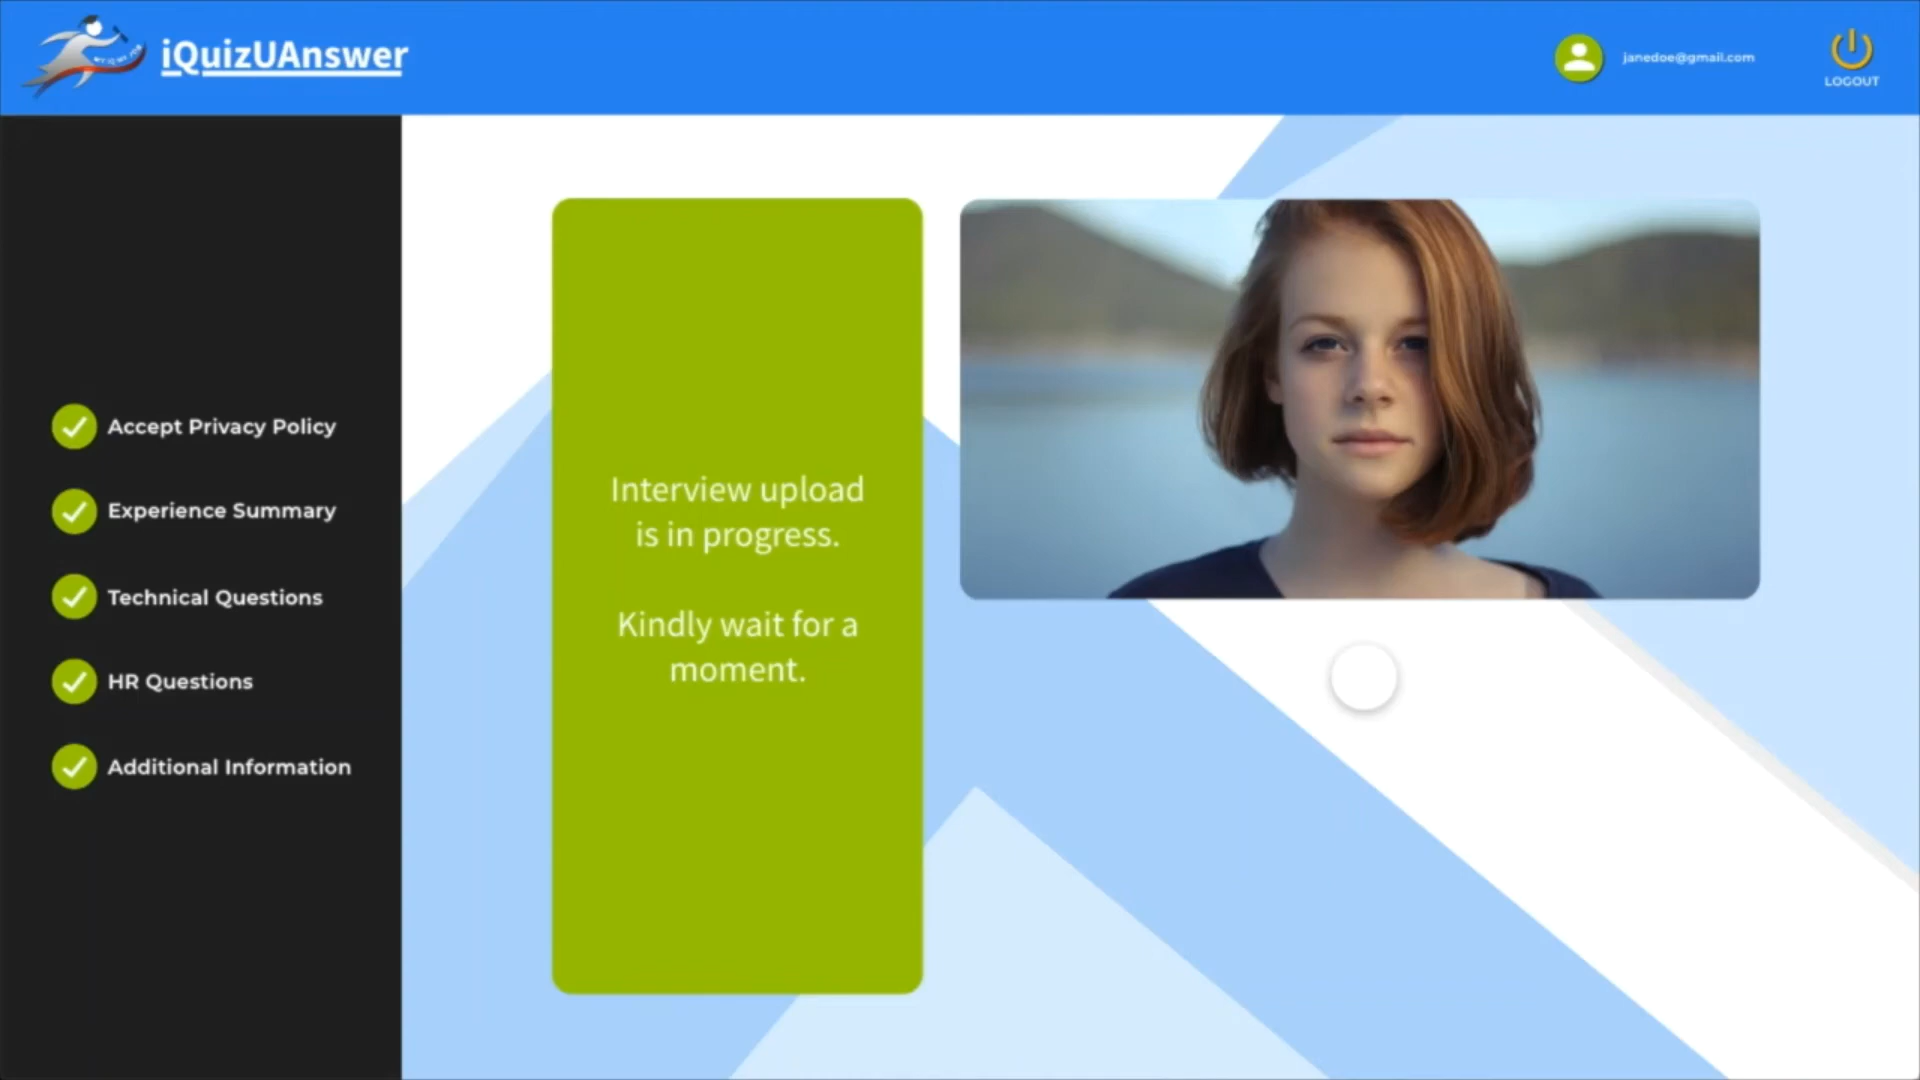 iQuizUAnswer
janedoe@gmail.com
LOGOUT
Accept Privacy Policy
Experience Summary
Technical Questions
HR Questions
Additional Information
Interview upload
is in progress.
Kindly wait for a
moment.